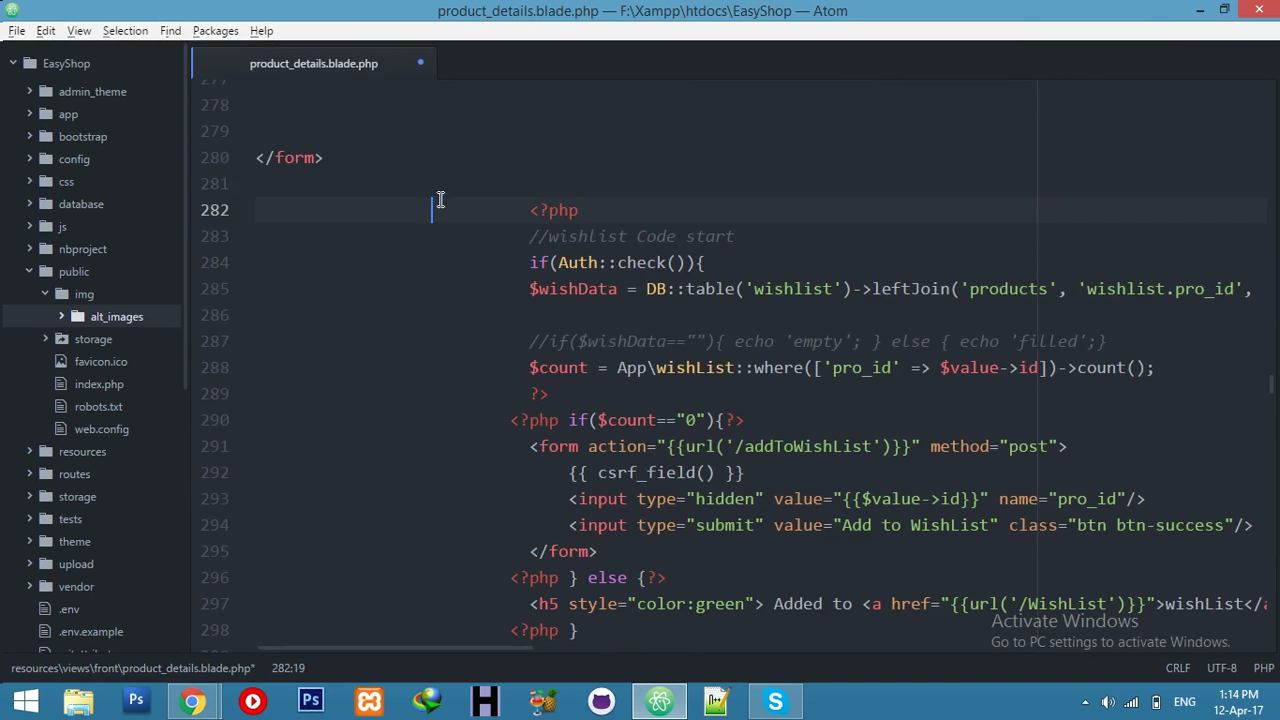 product_details.blade.php — F:\Xampp\htdocs\EasyShop — Atom
File Edit View Selection Find Packages Help
EasyShop
admin_theme
app
bootstrap
config
css
database
js
nbproject
public
img
alt_images
storage
favicon.ico
index.php
robots.txt
web.config
resources
routes
storage
tests
theme
upload
vendor
.env
.env.example
product_details.blade.php
277
278
279
280 </form>
281
282 <?php
283 //wishlist Code start
284 if(Auth::check()){
285 $wishData = DB::table('wishlist')->leftJoin('products', 'wishlist.pro_id',
286
287 //if($wishData==""){ echo 'empty'; } else { echo 'filled';}
288 $count = App\wishList::where(['pro_id' => $value->id])->count();
289 ?>
290 <?php if($count=="0"){?>
291 <form action="{{url('/addToWishList')}}" method="post">
292 {{ csrf_field() }}
293 <input type="hidden" value="{{$value->id}}" name="pro_id"/>
294 <input type="submit" value="Add to WishList" class="btn btn-success"/>
295 </form>
296 <?php } else {?>
297 <h5 style="color:green"> Added to <a href="{{url('/WishList')}}">wishList</a
298 <?php }
Activate Windows
Go to PC settings to activate Windows.
resources\views\front\product_details.blade.php* 282:19 CRLF UTF-8 PHP
ENG
1:14 PM
12-Apr-17